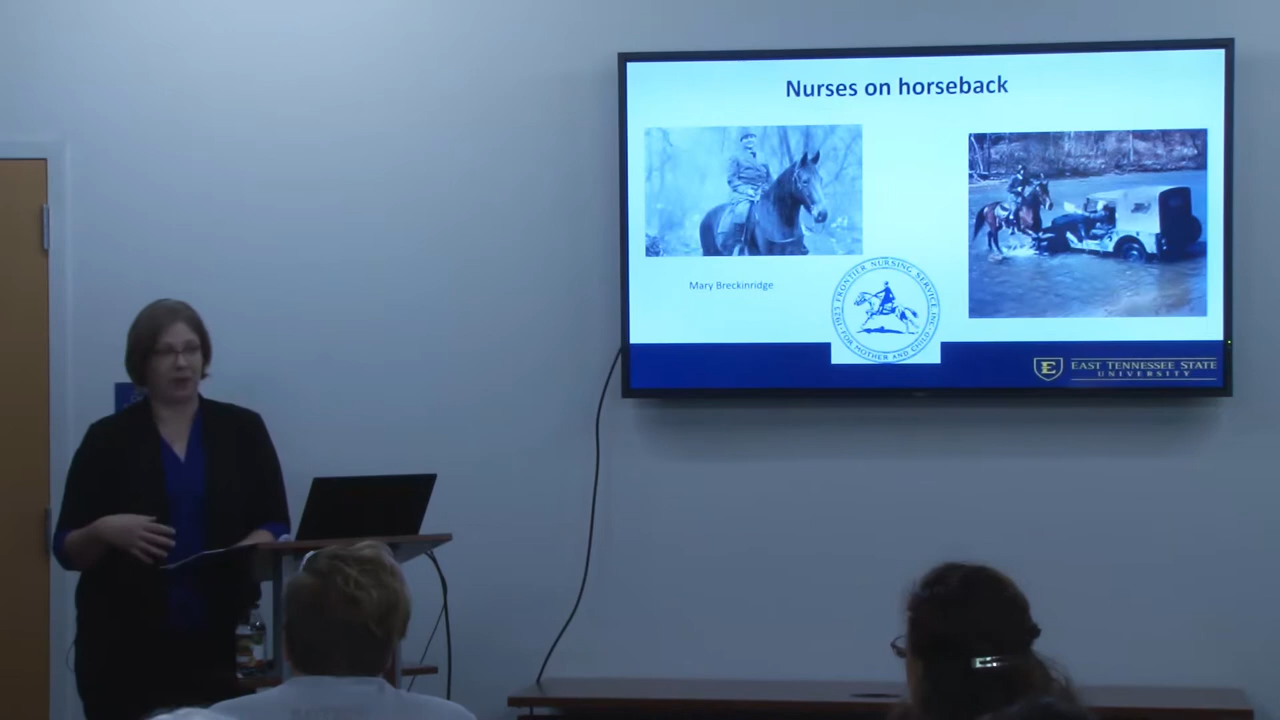 Nurses on horseback
Mary Breckinridge
FRONTIER NURSING SERVICE INC.
FOR MOTHER AND CHILD
EAST TENNESSEE STATE
UNIVERSITY